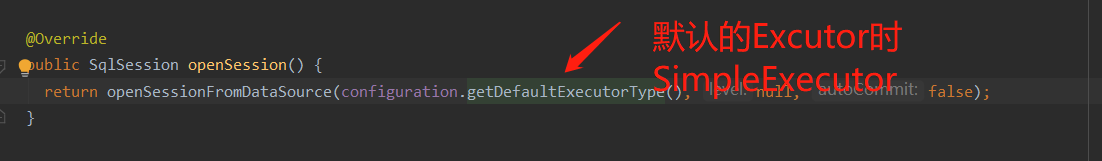 @Override
public SqlSession openSession() {
return openSessionFromDataSource(configuration.getDefaultExecutorType(), level: null, autoCommit: false);
}
默认的Excutor时
SimpleExecutor